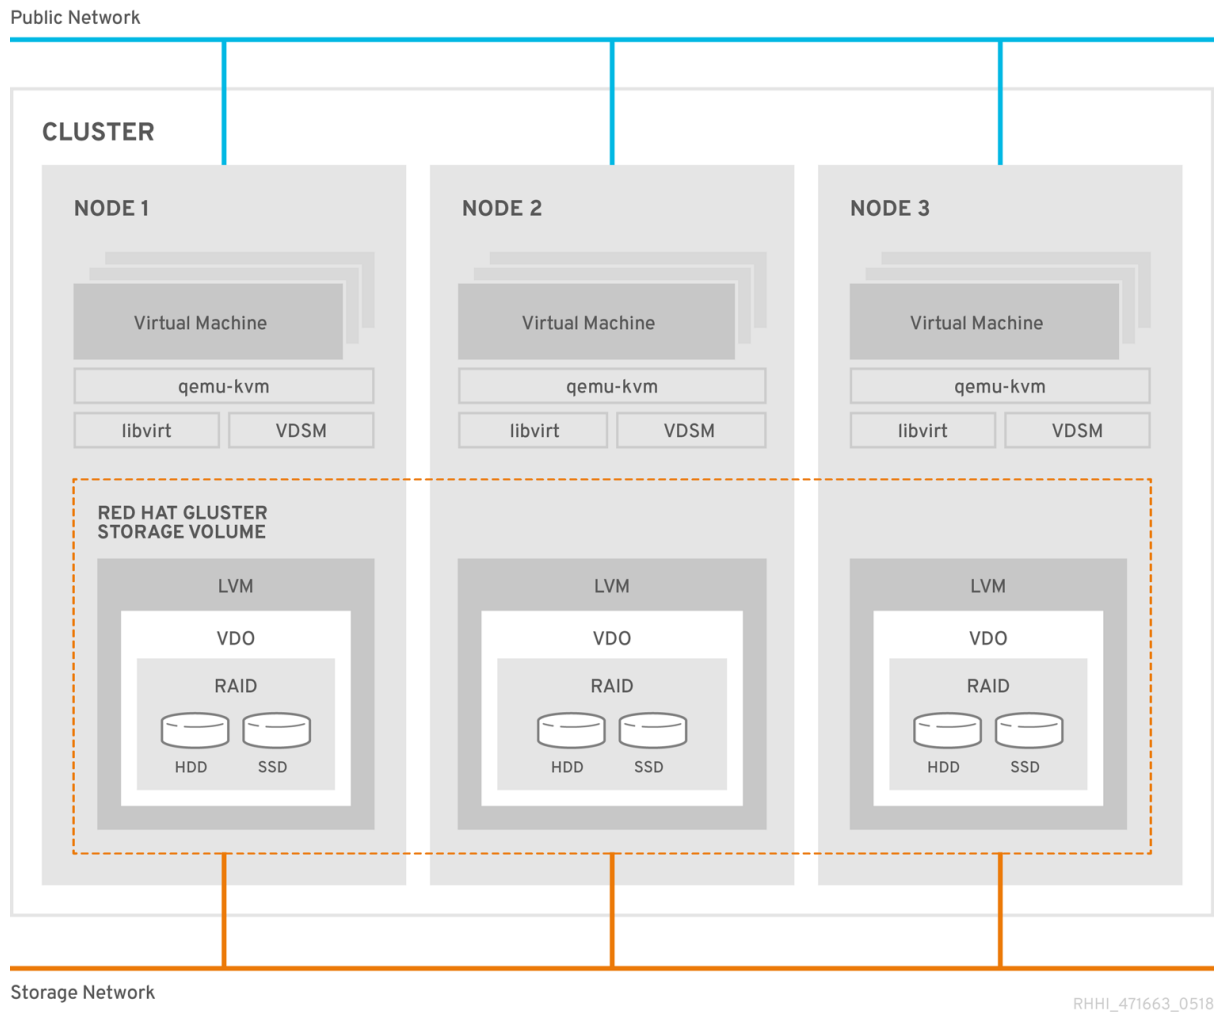 Public Network
CLUSTER
NODE 1
NODE 2
NODE 3
Virtual Machine
Virtual Machine
Virtual Machine
qemu-kvm
qemu-kvm
qemu-kvm
libvirt
VDSM
libvirt
VDSM
libvirt
VDSM
RED HAT GLUSTER
STORAGE VOLUME
LVM
LVM
LVM
VDO
VDO
VDO
RAID
RAID
RAID
HDD
SSD
HDD
SSD
HDD
SSD
Storage Network
RHHI_471663_0518